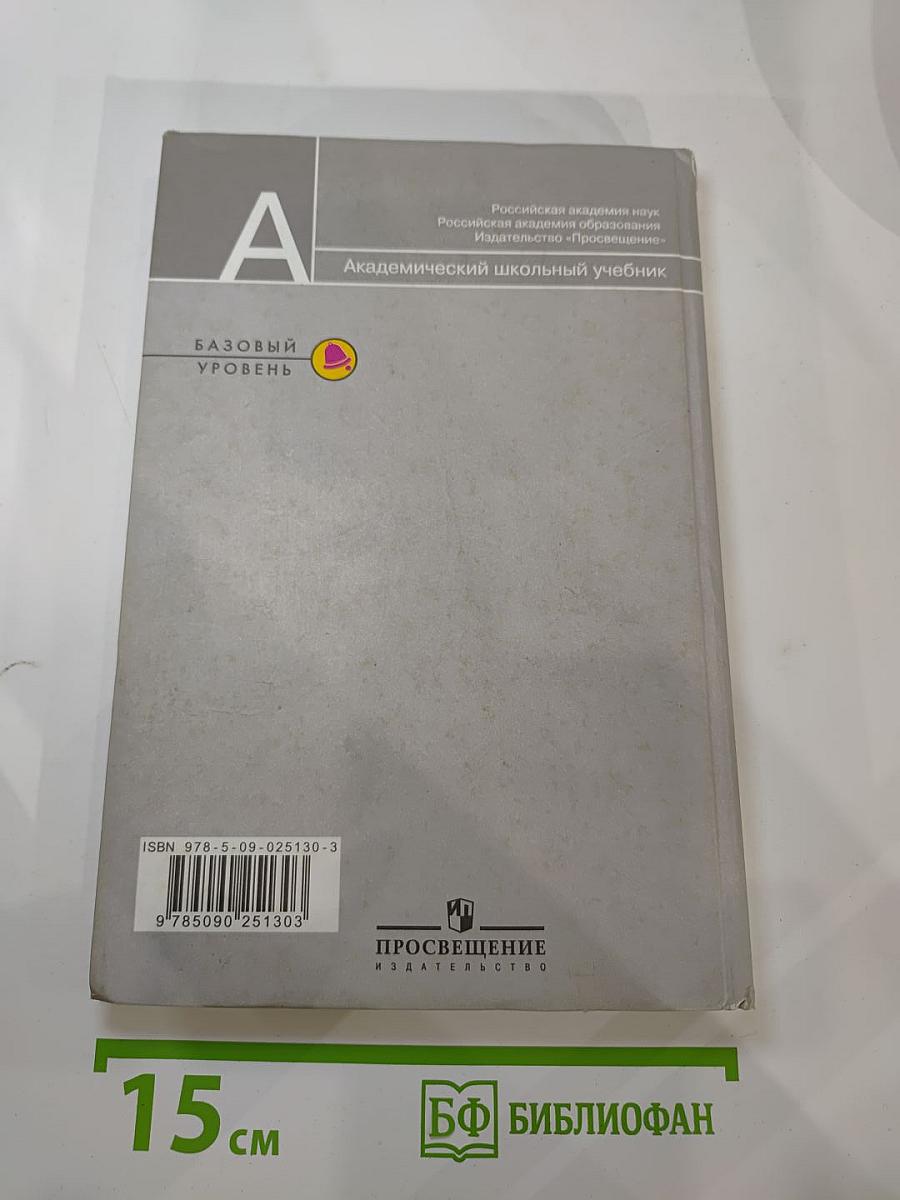 А
Российская академия наук
Российская академия образования
Издательство «Просвещение»
Академический школьный учебник
БАЗОВЫЙ
УРОВЕНЬ
ISBN 978-5-09-025130-3
9 785090 251303
ИП
ПРОСВЕЩЕНИЕ
ИЗДАТЕЛЬСТВО
15 см
БФ БИБЛИОФАН